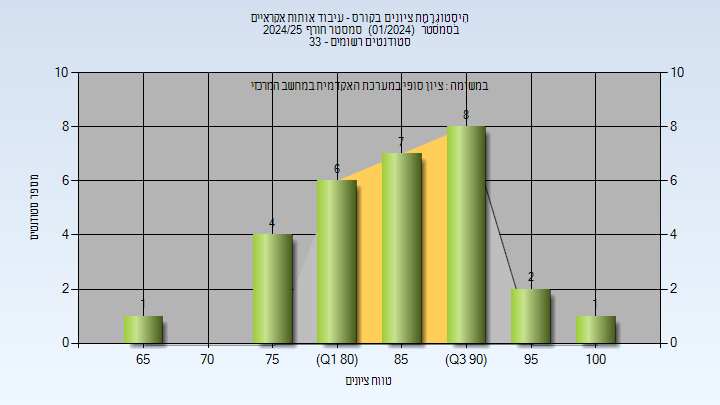 הִיסְטוֹגְרָמַת ציונים בקורס - עיבוד אותות אקראיים
בסמסטר (01/2024) סמסטר חורף 2024/25
סטודנטים רשומים - 33
במשימה : ציון סופי במערכת האקדמית במחשב המרכזי
מספר סטודנטים
10 10
8 8
6 6
4 4
2 2
0 0
1 4 6 7 8 2 1
65 70 75 (Q1 80) 85 (Q3 90) 95 100
טווח ציונים